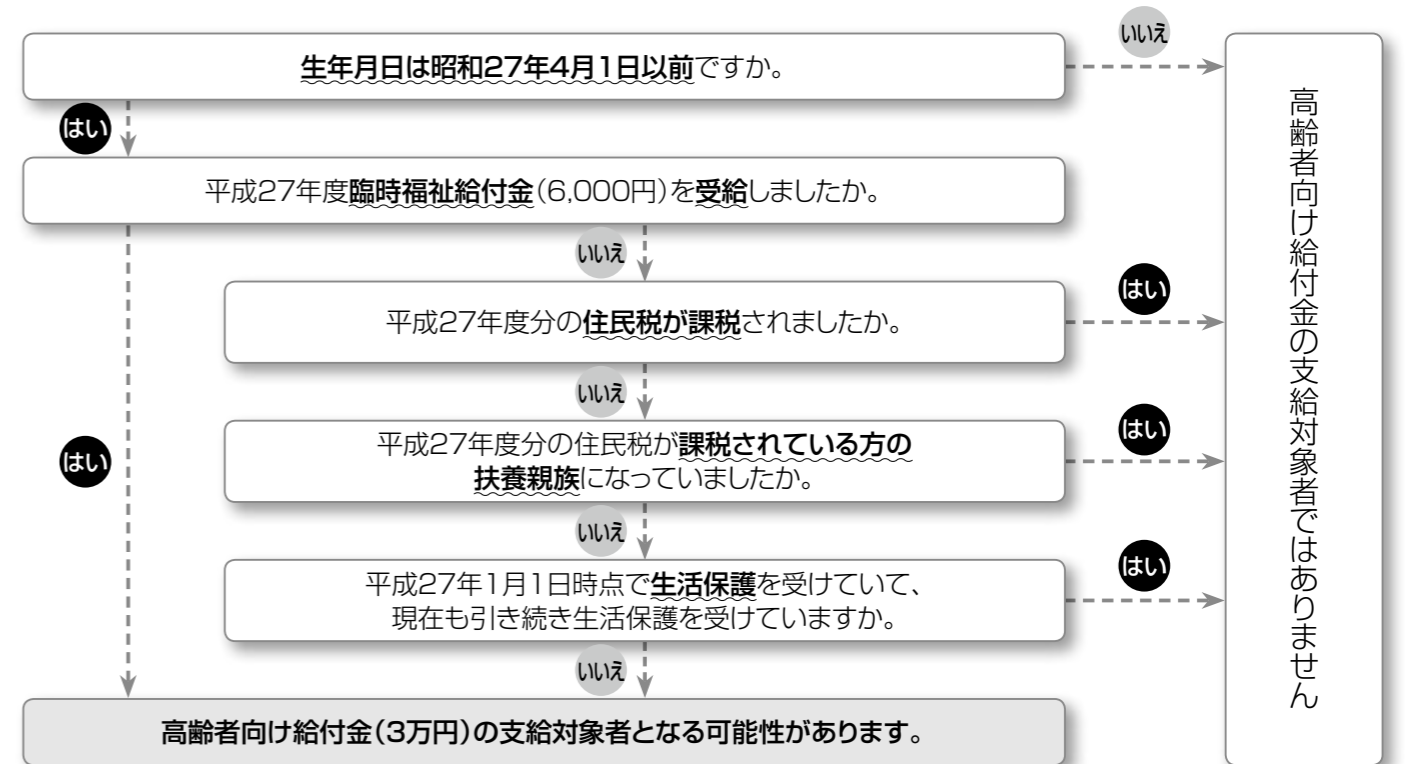 生年月日は昭和27年4月1日以前ですか。
いいえ
はい
平成27年度臨時福祉給付金(6,000円)を受給しましたか。
いいえ
平成27年度分の住民税が課税されましたか。
はい
いいえ
平成27年度分の住民税が課税されている方の
扶養親族になっていましたか。
はい
はい
いいえ
平成27年1月1日時点で生活保護を受けていて、
現在も引き続き生活保護を受けていますか。
はい
いいえ
高齢者向け給付金(3万円)の支給対象者となる可能性があります。
高齢者向け給付金の支給対象者ではありません